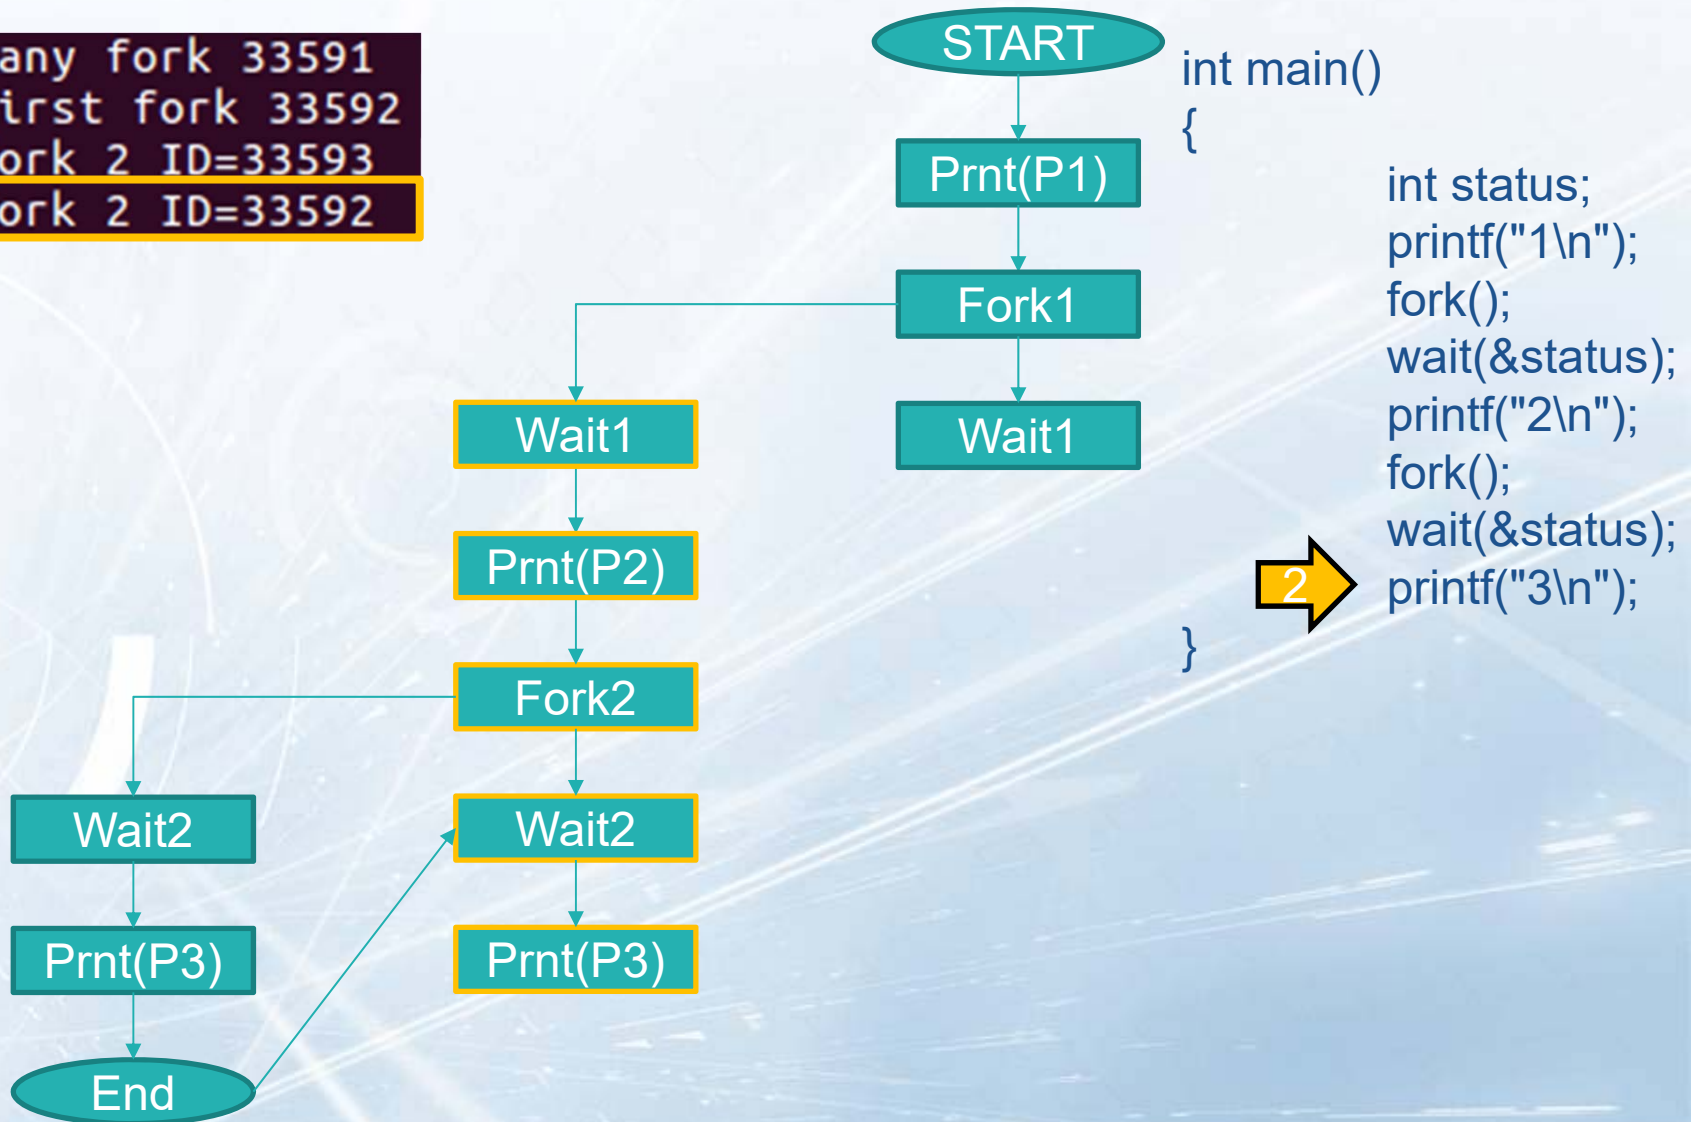 any fork 33591
irst fork 33592
ork 2 ID=33593
ork 2 ID=33592
START
Prnt(P1)
Fork1
Wait1
Wait1
Prnt(P2)
Fork2
Wait2
Wait2
Prnt(P3)
Prnt(P3)
End
int main()
{
int status;
printf("1\n");
fork();
wait(&status);
printf("2\n");
fork();
wait(&status);
2
printf("3\n");
}